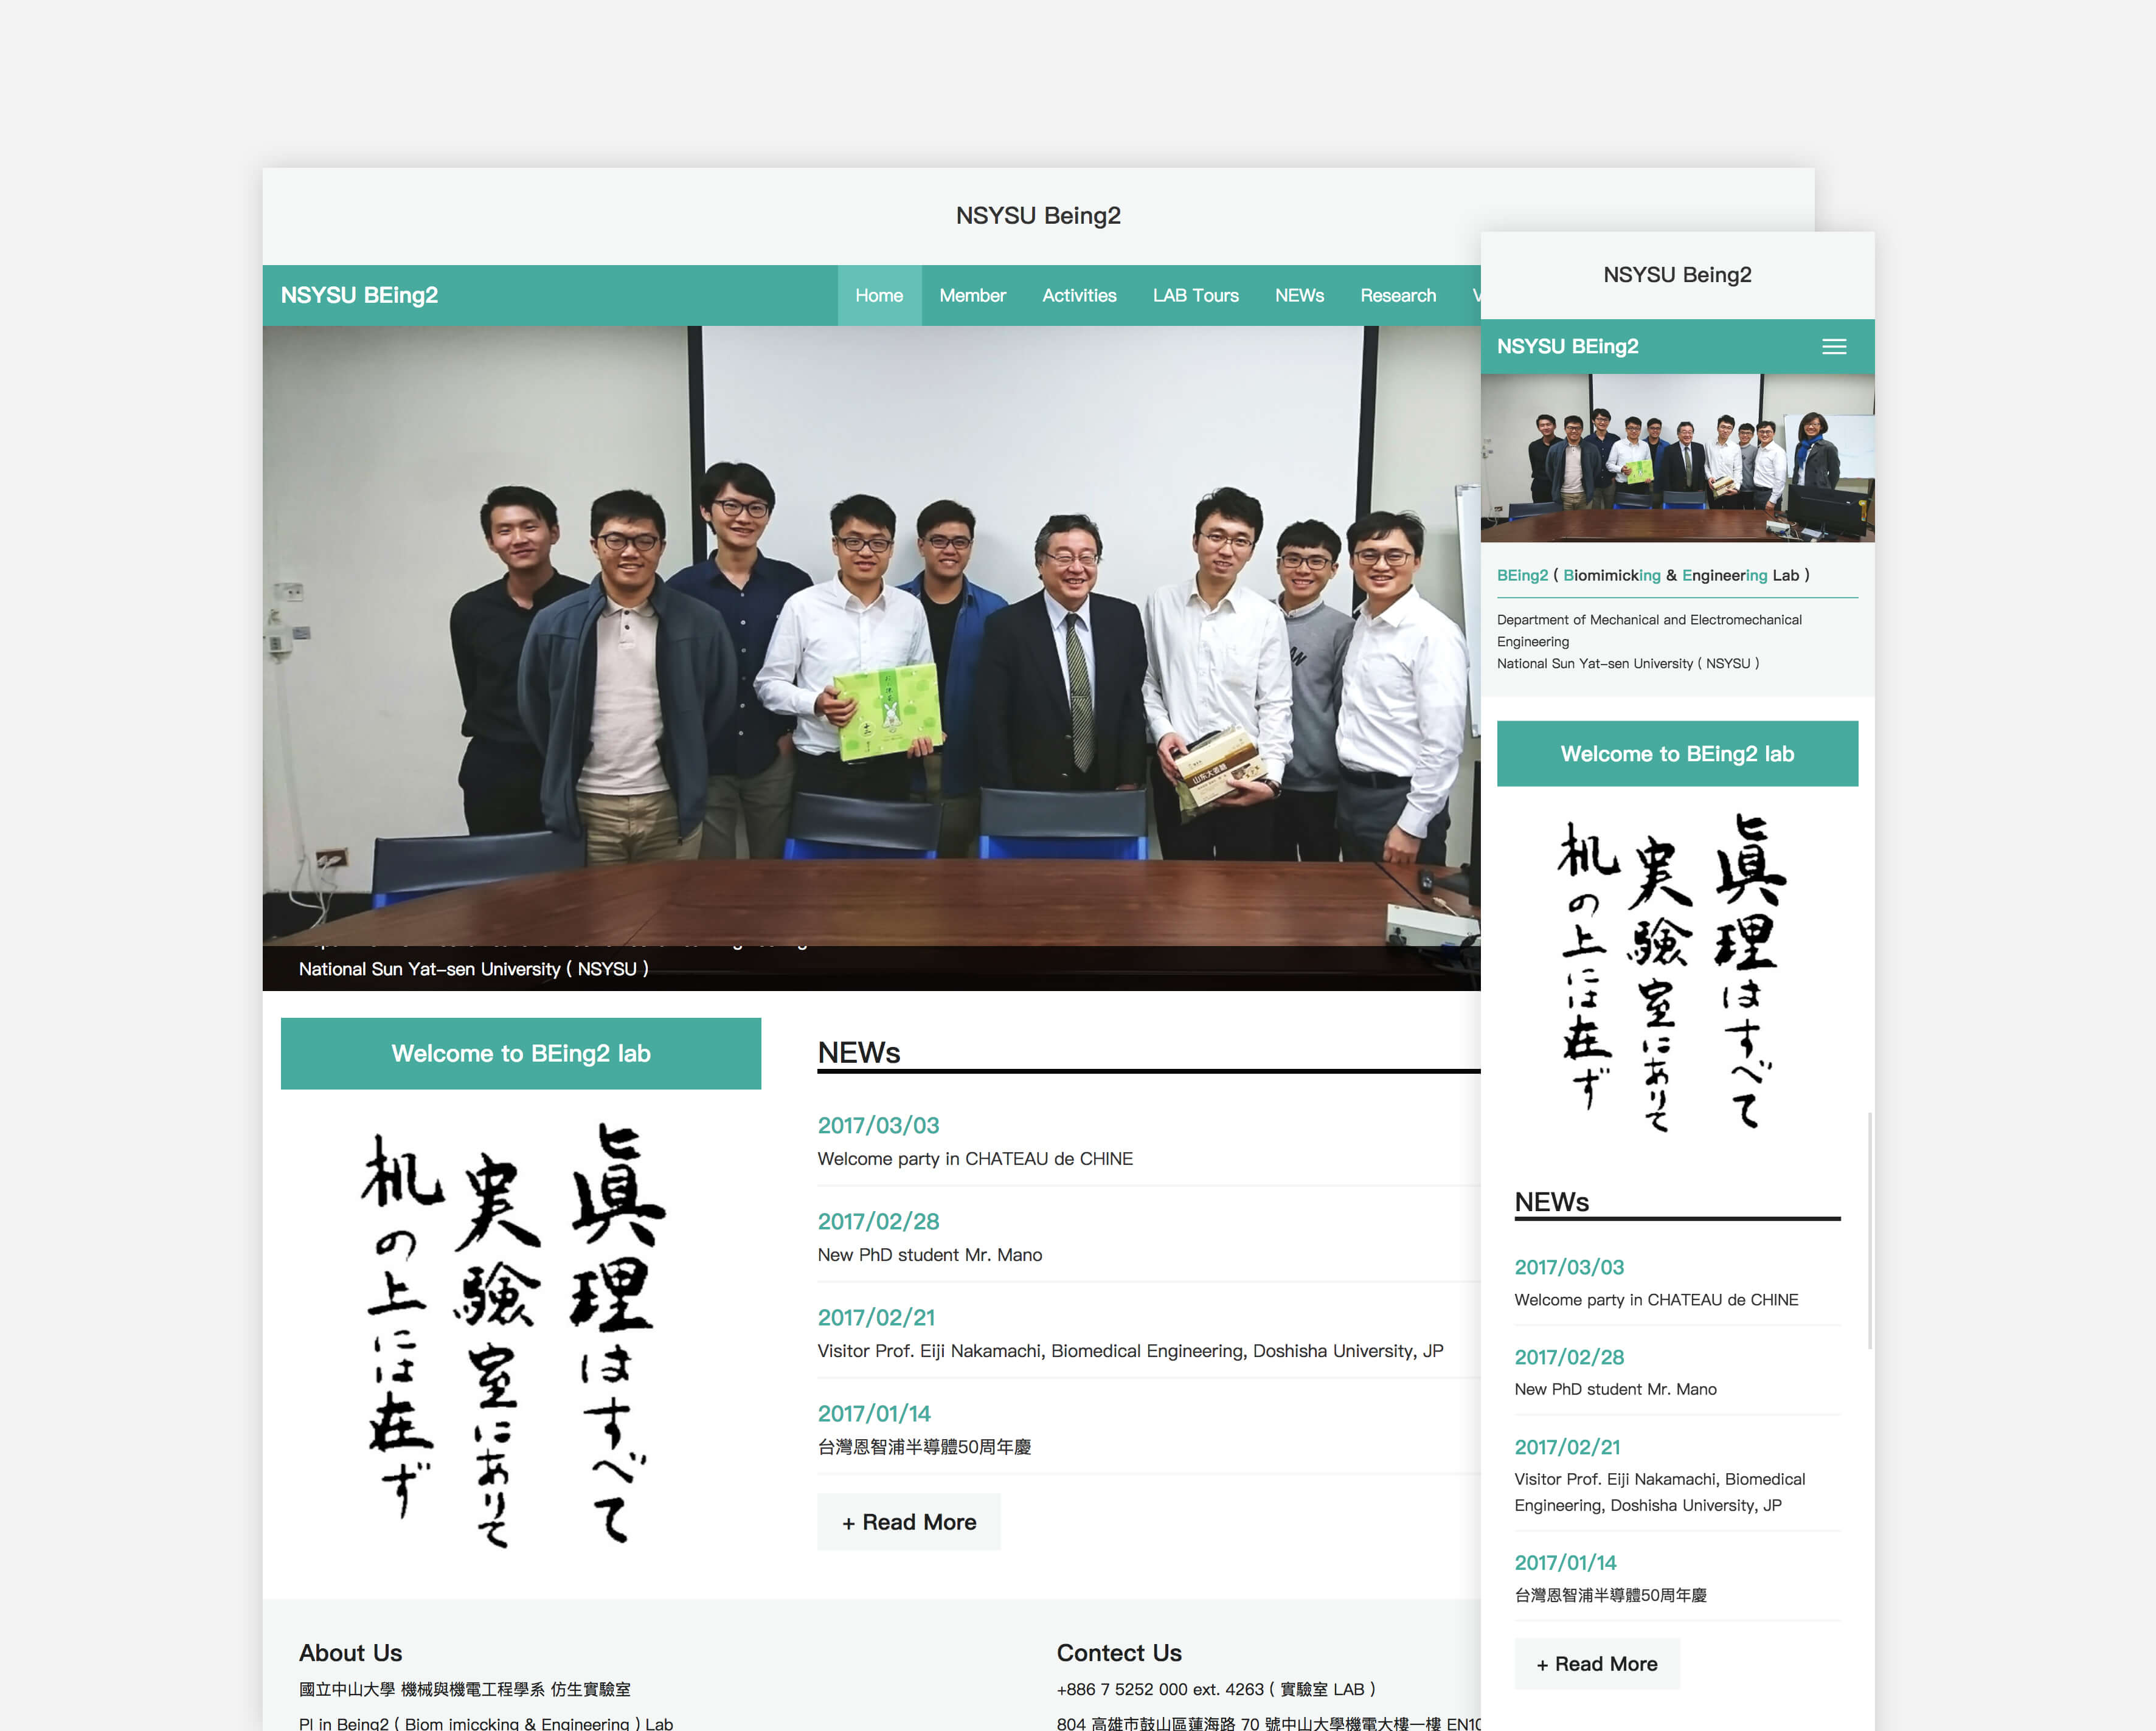 NSYSU Being2
NSYSU BEing2
Home Member Activities LAB Tours NEWs Research V
National Sun Yat-sen University ( NSYSU )
Welcome to BEing2 lab
眞理はすべて
実験室にありて
机の上には在ず
NEWs
2017/03/03
Welcome party in CHATEAU de CHINE
2017/02/28
New PhD student Mr. Mano
2017/02/21
Visitor Prof. Eiji Nakamachi, Biomedical Engineering, Doshisha University, JP
2017/01/14
台灣恩智浦半導體50周年慶
+ Read More
About Us
國立中山大學 機械與機電工程學系 仿生實驗室
PI in Being2 ( Biom imiccking & Engineering ) Lab
Contect Us
+886 7 5252 000 ext. 4263 ( 實驗室 LAB )
804 高雄市鼓山區蓮海路 70 號中山大學機電大樓一樓 EN10
NSYSU Being2
NSYSU BEing2
BEing2 ( Biomimicking & Engineering Lab )
Department of Mechanical and Electromechanical
Engineering
National Sun Yat-sen University ( NSYSU )
Welcome to BEing2 lab
眞理はすべて
実験室にありて
机の上には在ず
NEWs
2017/03/03
Welcome party in CHATEAU de CHINE
2017/02/28
New PhD student Mr. Mano
2017/02/21
Visitor Prof. Eiji Nakamachi, Biomedical
Engineering, Doshisha University, JP
2017/01/14
台灣恩智浦半導體50周年慶
+ Read More